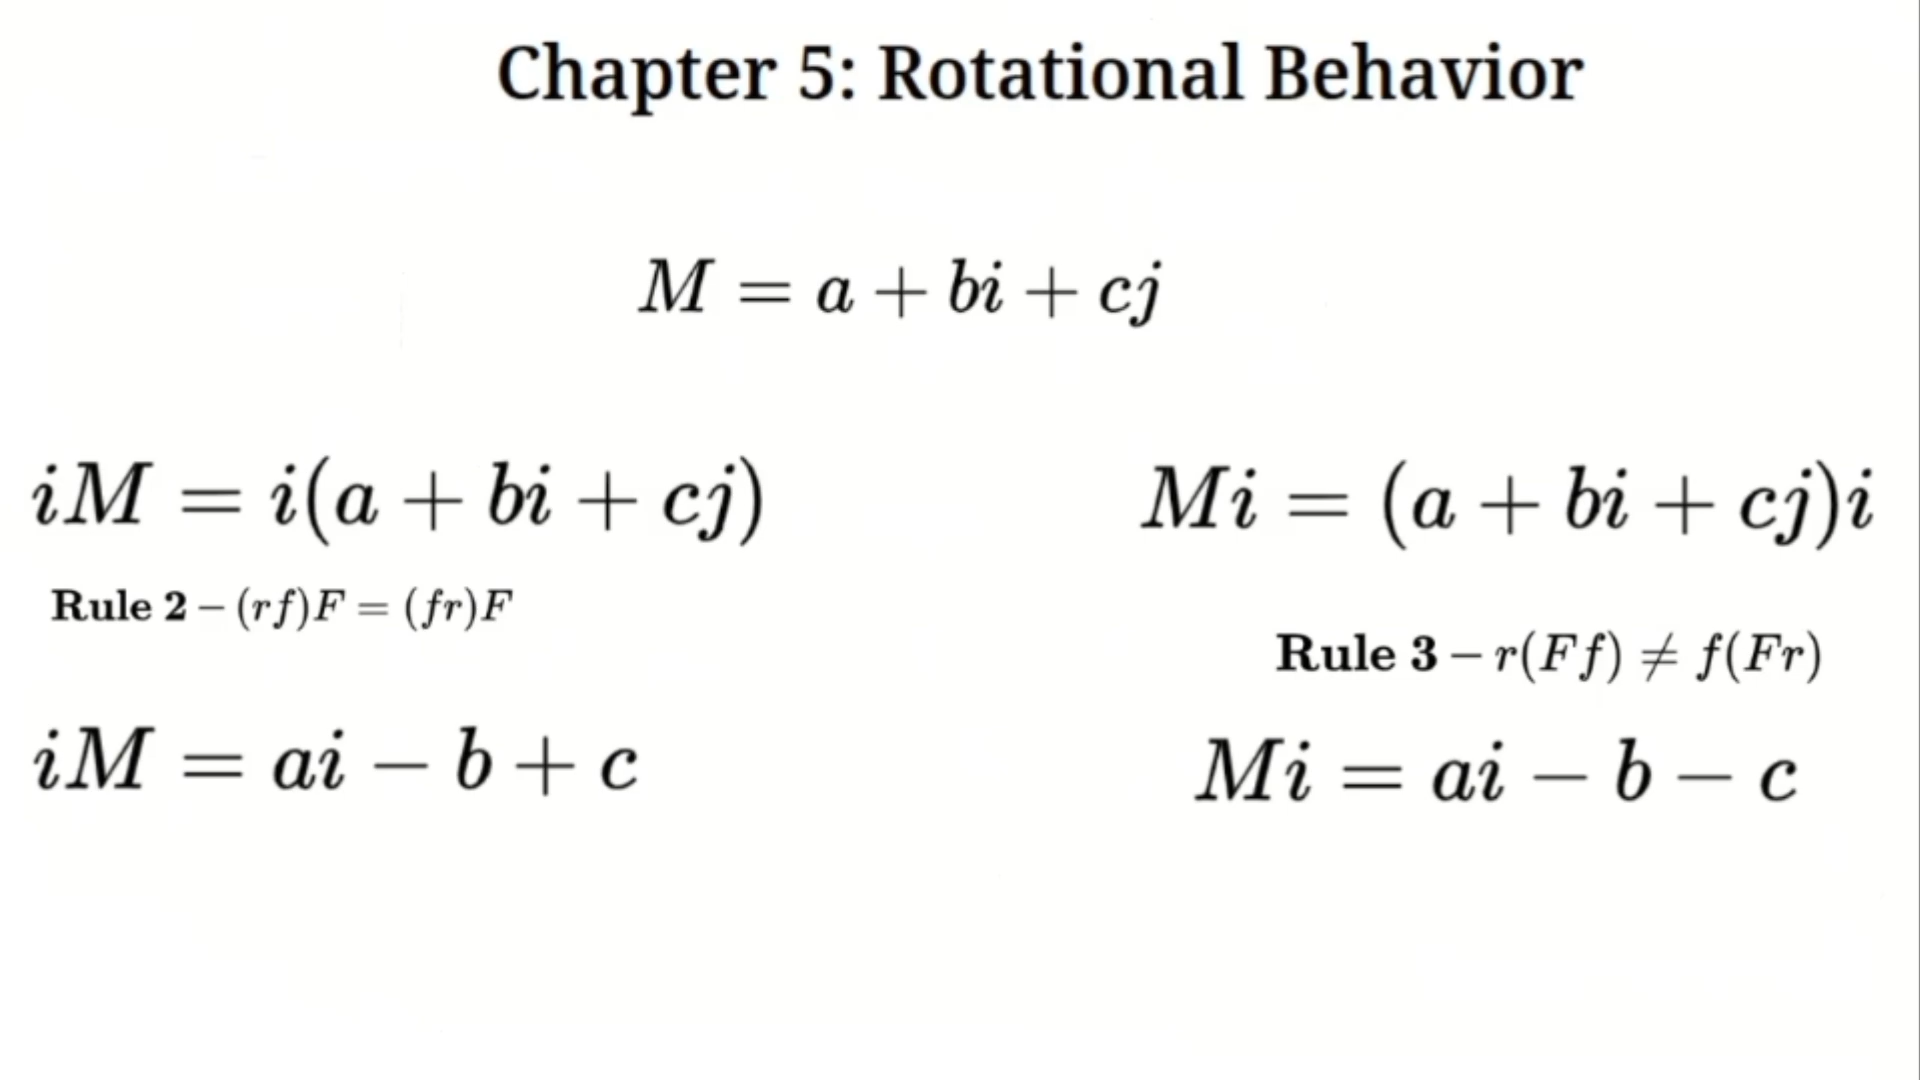 Chapter 5: Rotational Behavior
M = a + bi + cj
iM = i(a + bi + cj)
Mi = (a + bi + cj)i
Rule 2 – (rf)F = (fr)F
Rule 3 – r(Ff) ≠ f(Fr)
iM = ai − b + c
Mi = ai − b − c